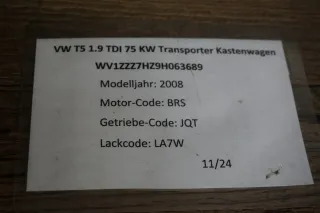 VW T5 1.9 TDI 75 KW Transporter Kastenwagen
WV1ZZZ7HZ9H063689
Modelljahr: 2008
Motor-Code: BRS
Getriebe-Code: JQT
Lackcode: LA7W
11/24